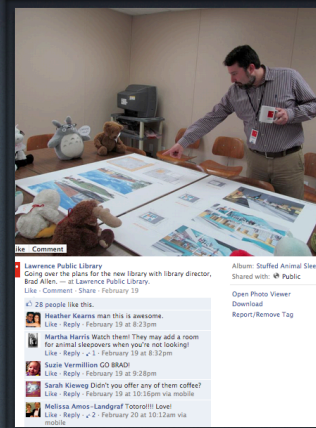 Like · Comment
Lawrence Public Library
Going over the plans for the new library with library director,
Brad Allen. — at Lawrence Public Library.
Like · Comment · Share · February 19
28 people like this.
Heather Kearns man this is awesome.
Like · Reply · February 19 at 8:23pm
Martha Harris Watch them! They may add a room
for animal sleepovers when you're not looking!
Like · Reply · 1 · February 19 at 8:32pm
Suzie Vermillion GO BRAD!
Like · Reply · February 19 at 9:28pm
Sarah Kieweg Didn't you offer any of them coffee?
Like · Reply · February 19 at 10:16pm via mobile
Melissa Amos-Landgraf Totoro!!!! Love!
Like · Reply · 2 · February 20 at 10:12am via
mobile
Album: Stuffed Animal Slee
Shared with: Public
Open Photo Viewer
Download
Report/Remove Tag